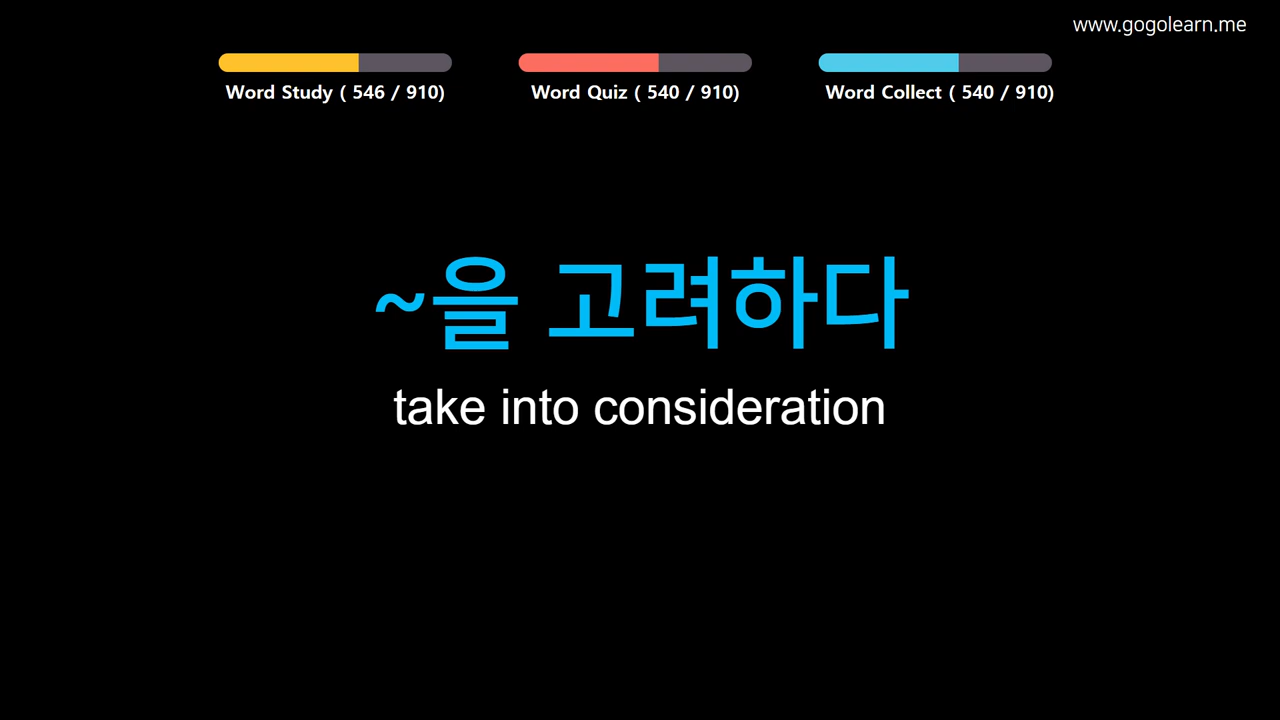 www.gogolearn.me
Word Study ( 546 / 910)
Word Quiz ( 540 / 910)
Word Collect ( 540 / 910)
~을 고려하다
take into consideration